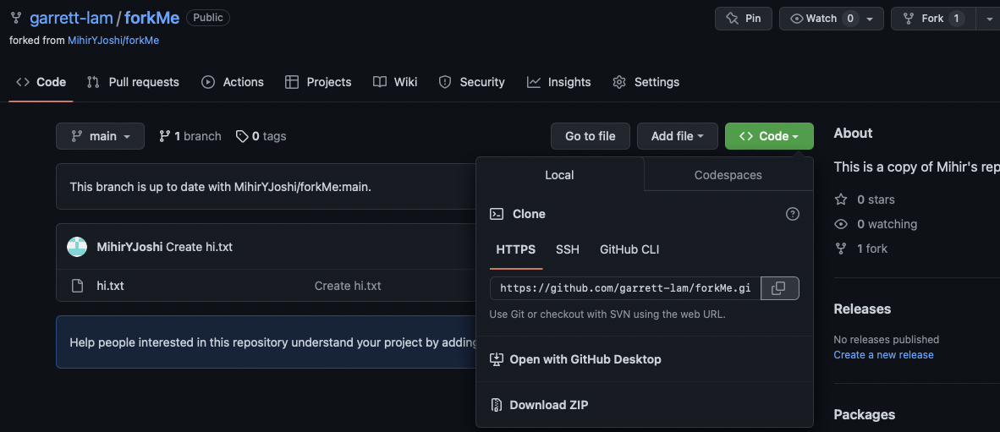 garrett-lam / forkMe Public
Pin
Watch 0
Fork 1
forked from MihirYJoshi/forkMe
Code
Pull requests
Actions
Projects
Wiki
Security
Insights
Settings
main
1 branch
0 tags
Go to file
Add file
Code
About
This is a copy of Mihir's rep
0 stars
0 watching
1 fork
Releases
No releases published
Create a new release
Packages
This branch is up to date with MihirYJoshi/forkMe:main.
MihirYJoshi Create hi.txt
hi.txt
Create hi.txt
Help people interested in this repository understand your project by adding
Local
Codespaces
Clone
HTTPS
SSH
GitHub CLI
https://github.com/garrett-lam/forkMe.gi
Use Git or checkout with SVN using the web URL.
Open with GitHub Desktop
Download ZIP